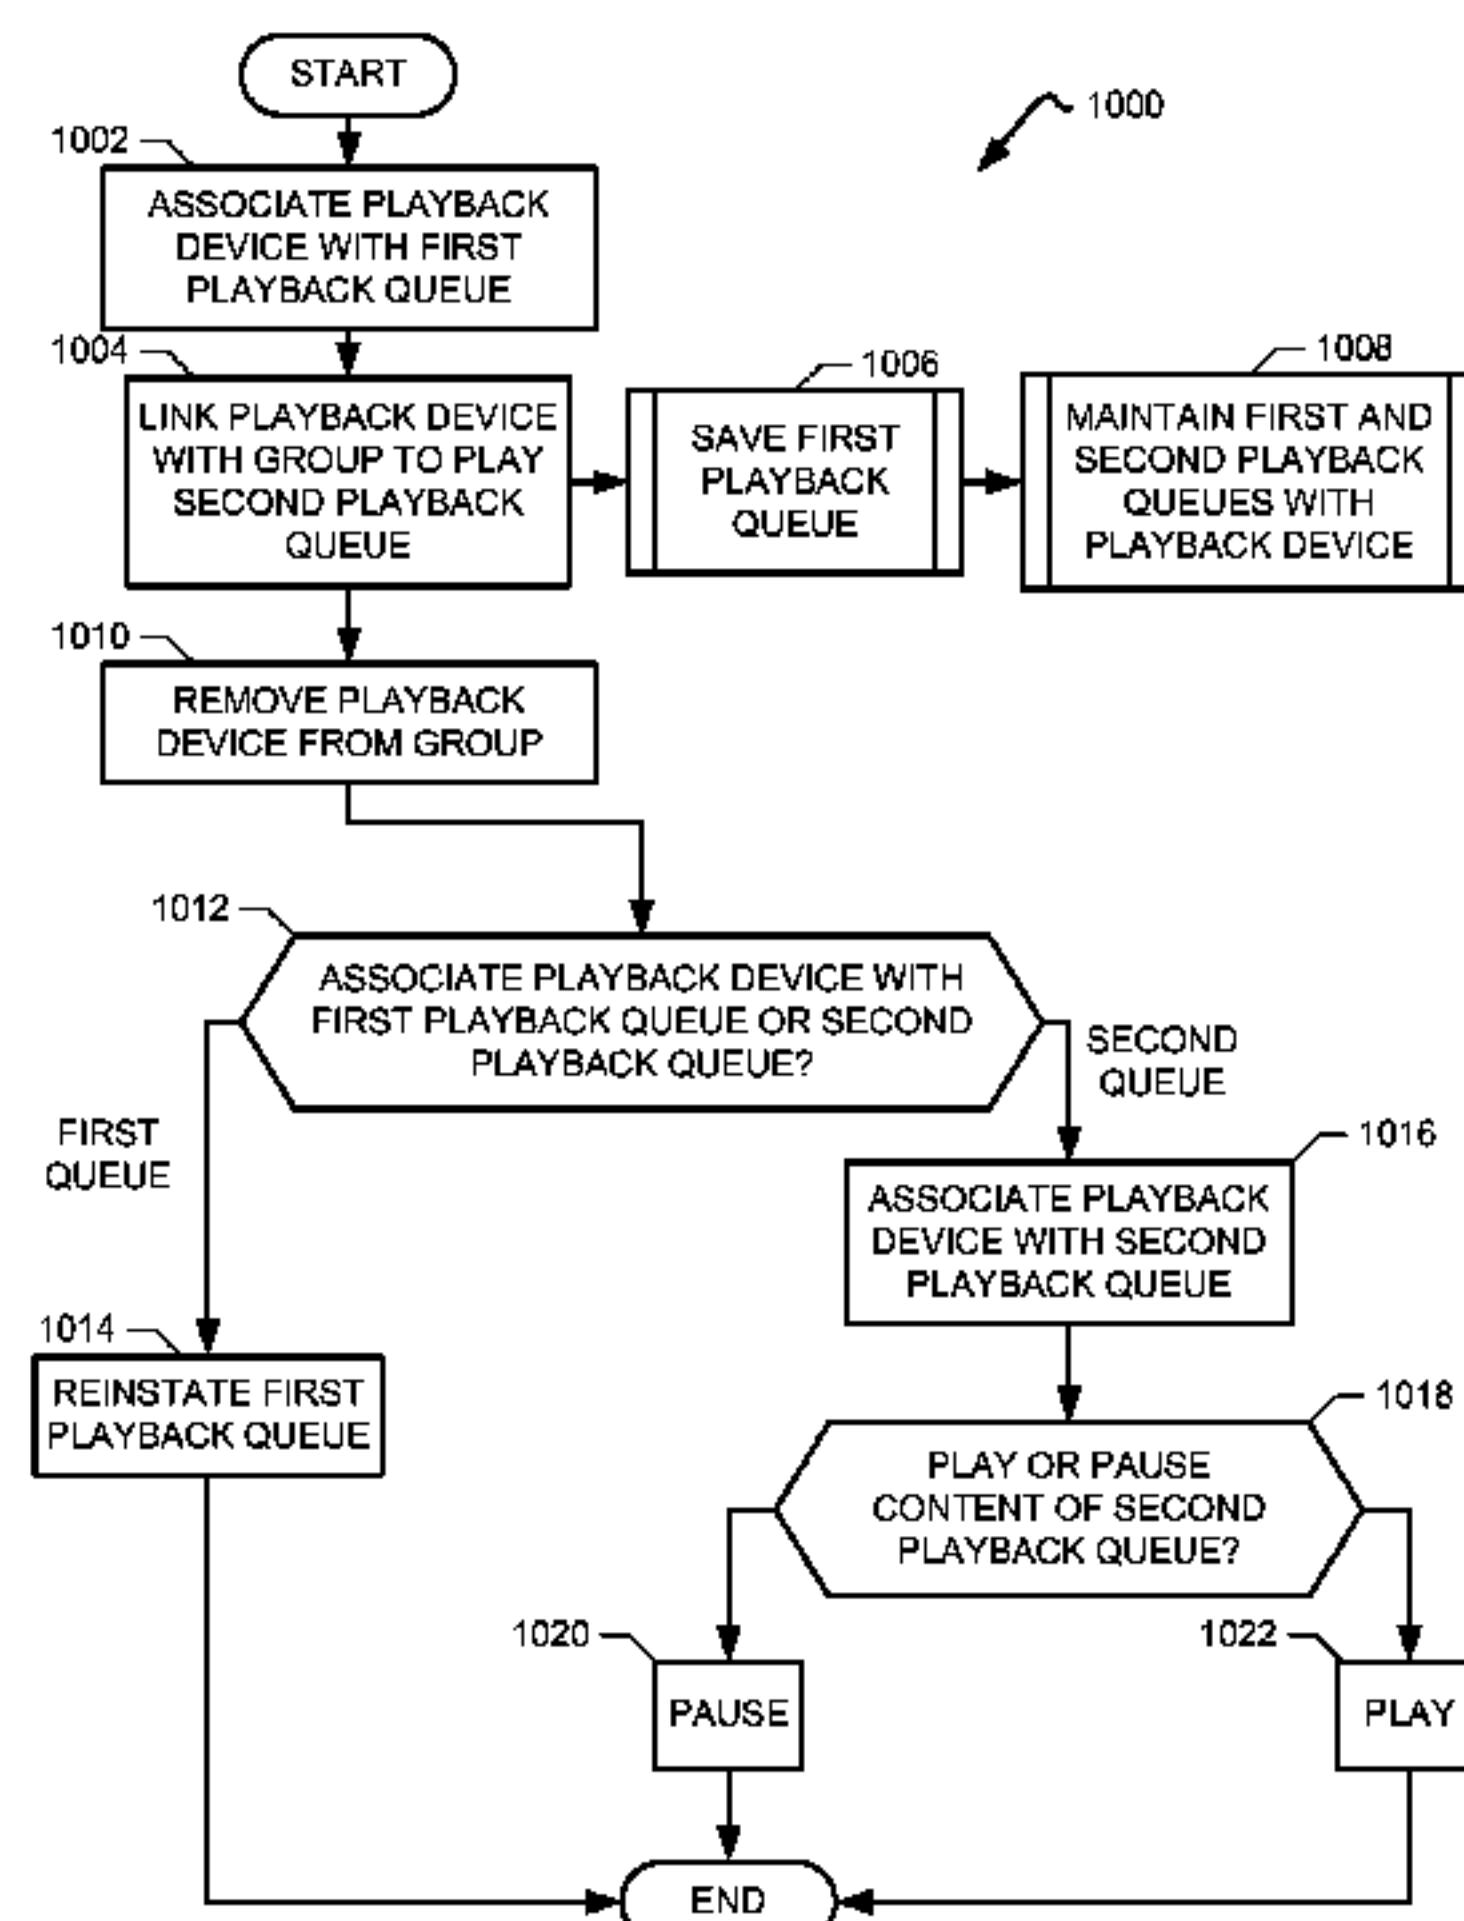 START
1000
1002
ASSOCIATE PLAYBACK
DEVICE WITH FIRST
PLAYBACK QUEUE
1004
LINK PLAYBACK DEVICE
WITH GROUP TO PLAY
SECOND PLAYBACK
QUEUE
1006
SAVE FIRST
PLAYBACK
QUEUE
1008
MAINTAIN FIRST AND
SECOND PLAYBACK
QUEUES WITH
PLAYBACK DEVICE
1010
REMOVE PLAYBACK
DEVICE FROM GROUP
1012
ASSOCIATE PLAYBACK DEVICE WITH
FIRST PLAYBACK QUEUE OR SECOND
PLAYBACK QUEUE?
FIRST
QUEUE
SECOND
QUEUE
1014
REINSTATE FIRST
PLAYBACK QUEUE
1016
ASSOCIATE PLAYBACK
DEVICE WITH SECOND
PLAYBACK QUEUE
1018
PLAY OR PAUSE
CONTENT OF SECOND
PLAYBACK QUEUE?
1020
PAUSE
1022
PLAY
END